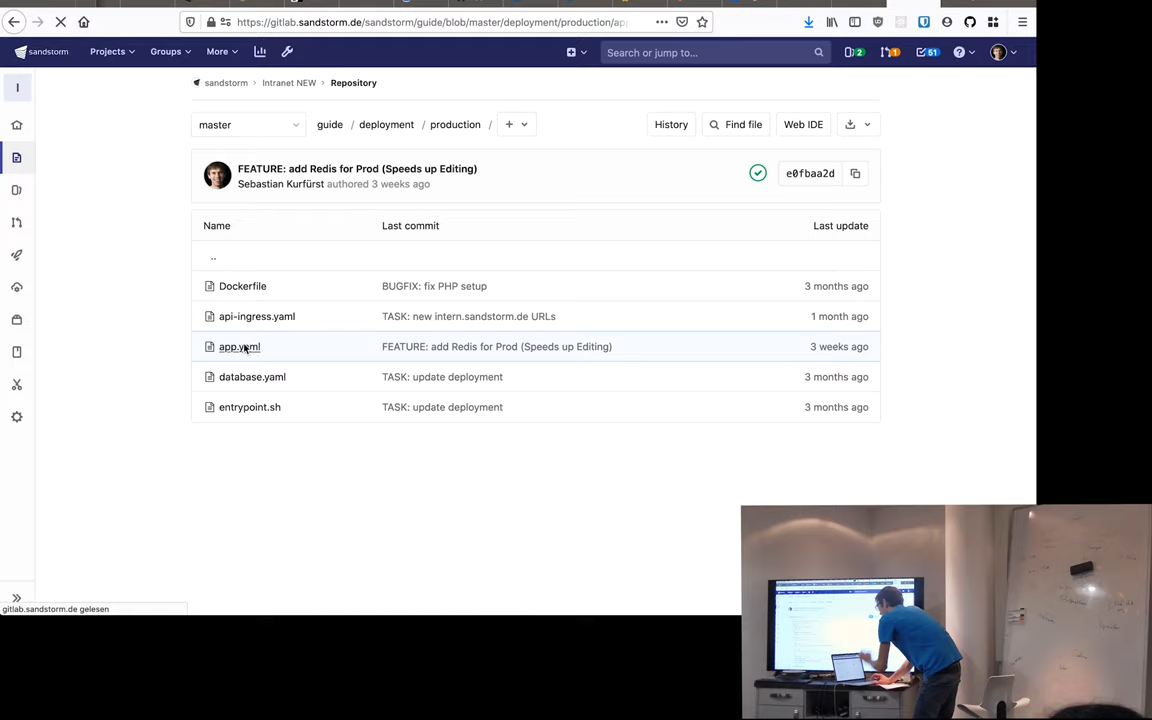 https://gitlab.sandstorm.de/sandstorm/guide/blob/master/deployment/production/ap
sandstorm Projects Groups More Search or jump to... 2 1 51
I sandstorm > Intranet NEW > Repository
master guide / deployment / production / + History Find file Web IDE
FEATURE: add Redis for Prod (Speeds up Editing)
Sebastian Kurfürst authored 3 weeks ago
e0fbaa2d
Name Last commit Last update
..
Dockerfile BUGFIX: fix PHP setup 3 months ago
api-ingress.yaml TASK: new intern.sandstorm.de URLs 1 month ago
app.yaml FEATURE: add Redis for Prod (Speeds up Editing) 3 weeks ago
database.yaml TASK: update deployment 3 months ago
entrypoint.sh TASK: update deployment 3 months ago
gitlab.sandstorm.de gelesen